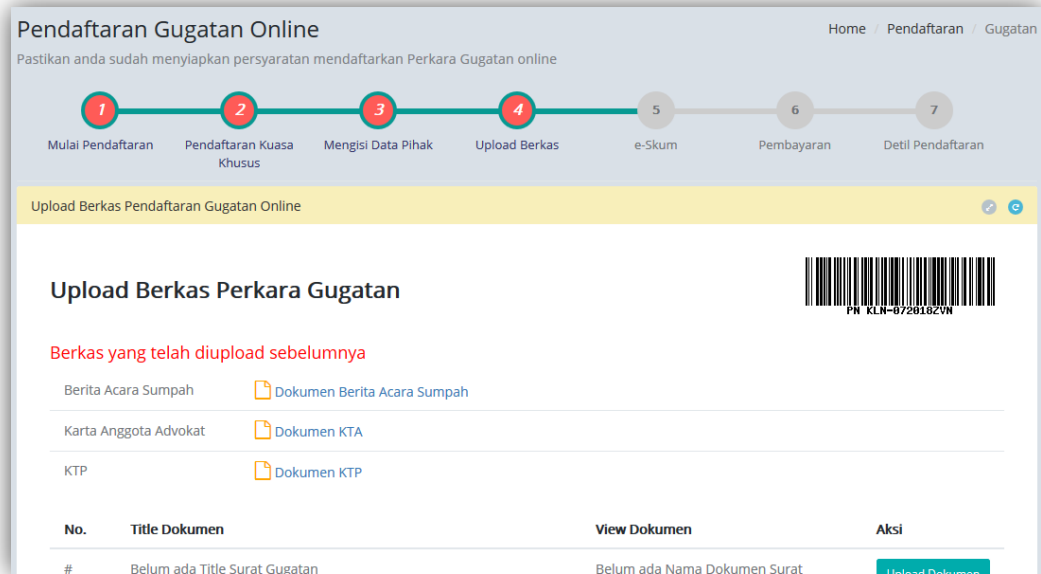 Pendaftaran Gugatan Online
Home / Pendaftaran / Gugatan
Pastikan anda sudah menyiapkan persyaratan mendaftarkan Perkara Gugatan online
1 2 3 4 5 6 7
Mulai Pendaftaran Pendaftaran Kuasa Khusus Mengisi Data Pihak Upload Berkas e-Skum Pembayaran Detil Pendaftaran
Upload Berkas Pendaftaran Gugatan Online
Upload Berkas Perkara Gugatan
PN KLN-072018ZVN
Berkas yang telah diupload sebelumnya
Berita Acara Sumpah Dokumen Berita Acara Sumpah
Karta Anggota Advokat Dokumen KTA
KTP Dokumen KTP
No. Title Dokumen View Dokumen Aksi
# Belum ada Title Surat Gugatan Belum ada Nama Dokumen Surat Upload Dokumen